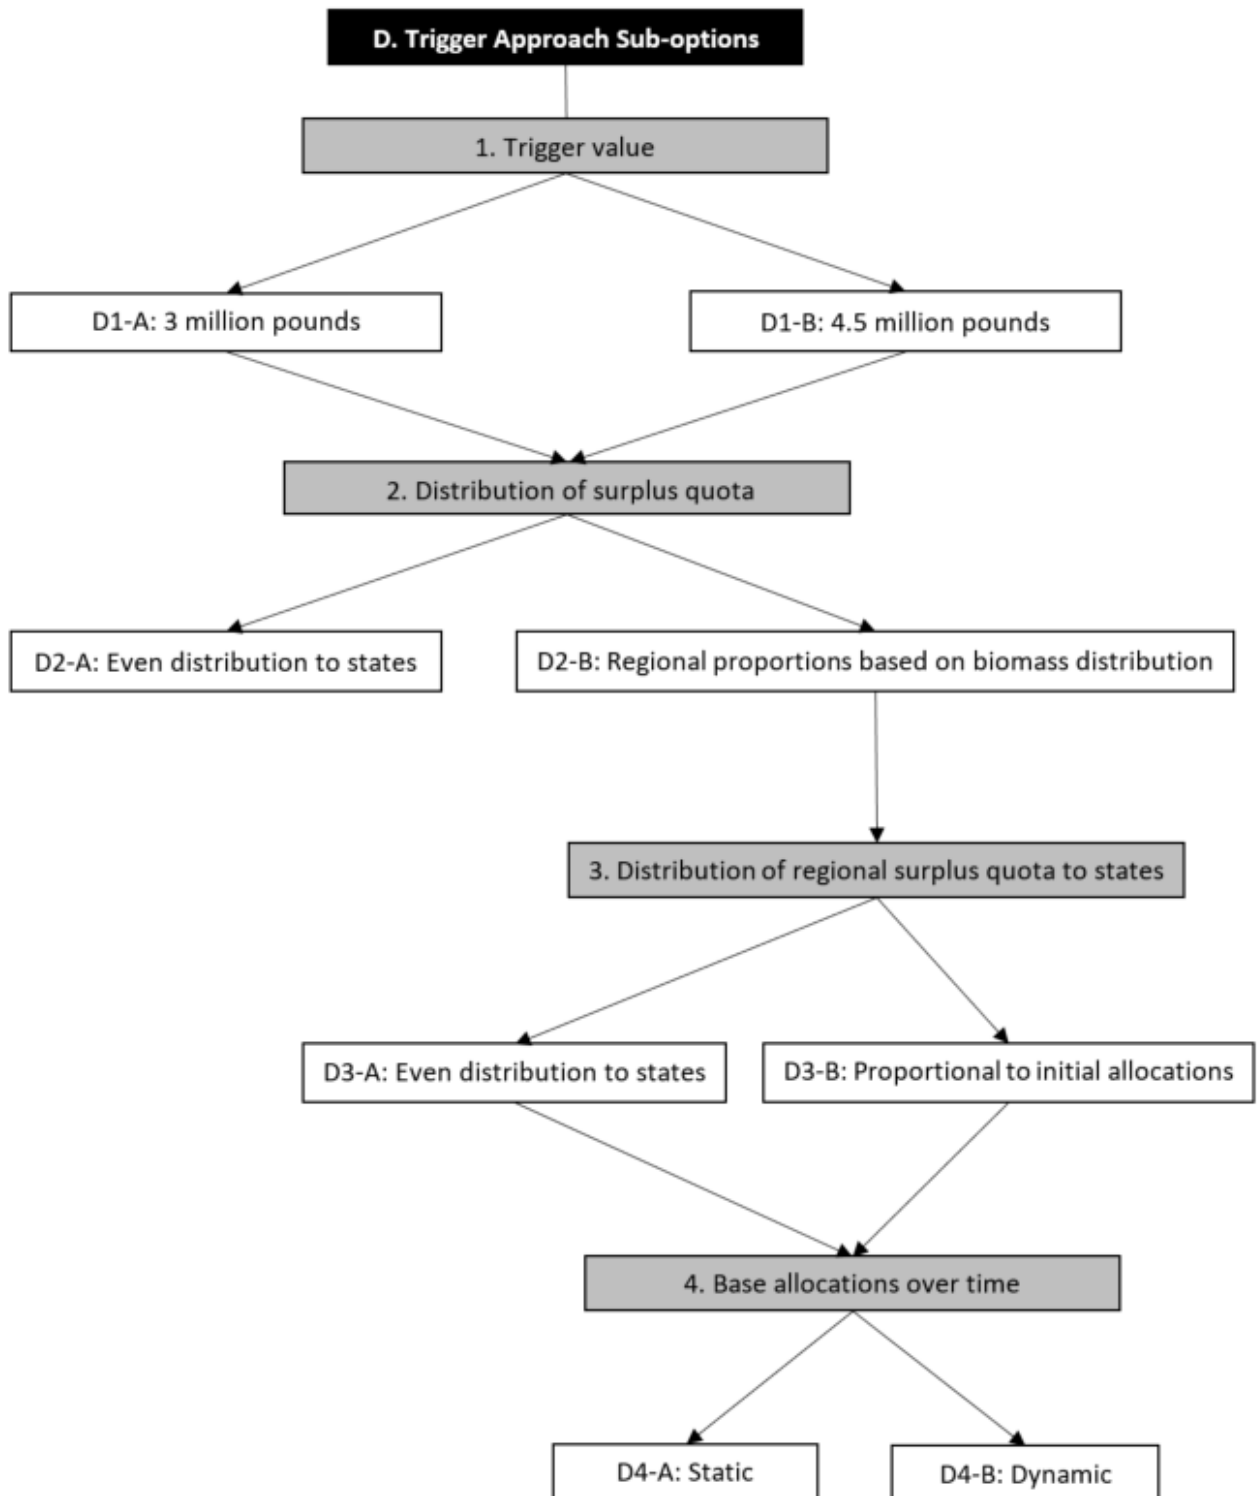 D. Trigger Approach Sub-options
1. Trigger value
D1-A: 3 million pounds
D1-B: 4.5 million pounds
2. Distribution of surplus quota
D2-A: Even distribution to states
D2-B: Regional proportions based on biomass distribution
3. Distribution of regional surplus quota to states
D3-A: Even distribution to states
D3-B: Proportional to initial allocations
4. Base allocations over time
D4-A: Static
D4-B: Dynamic